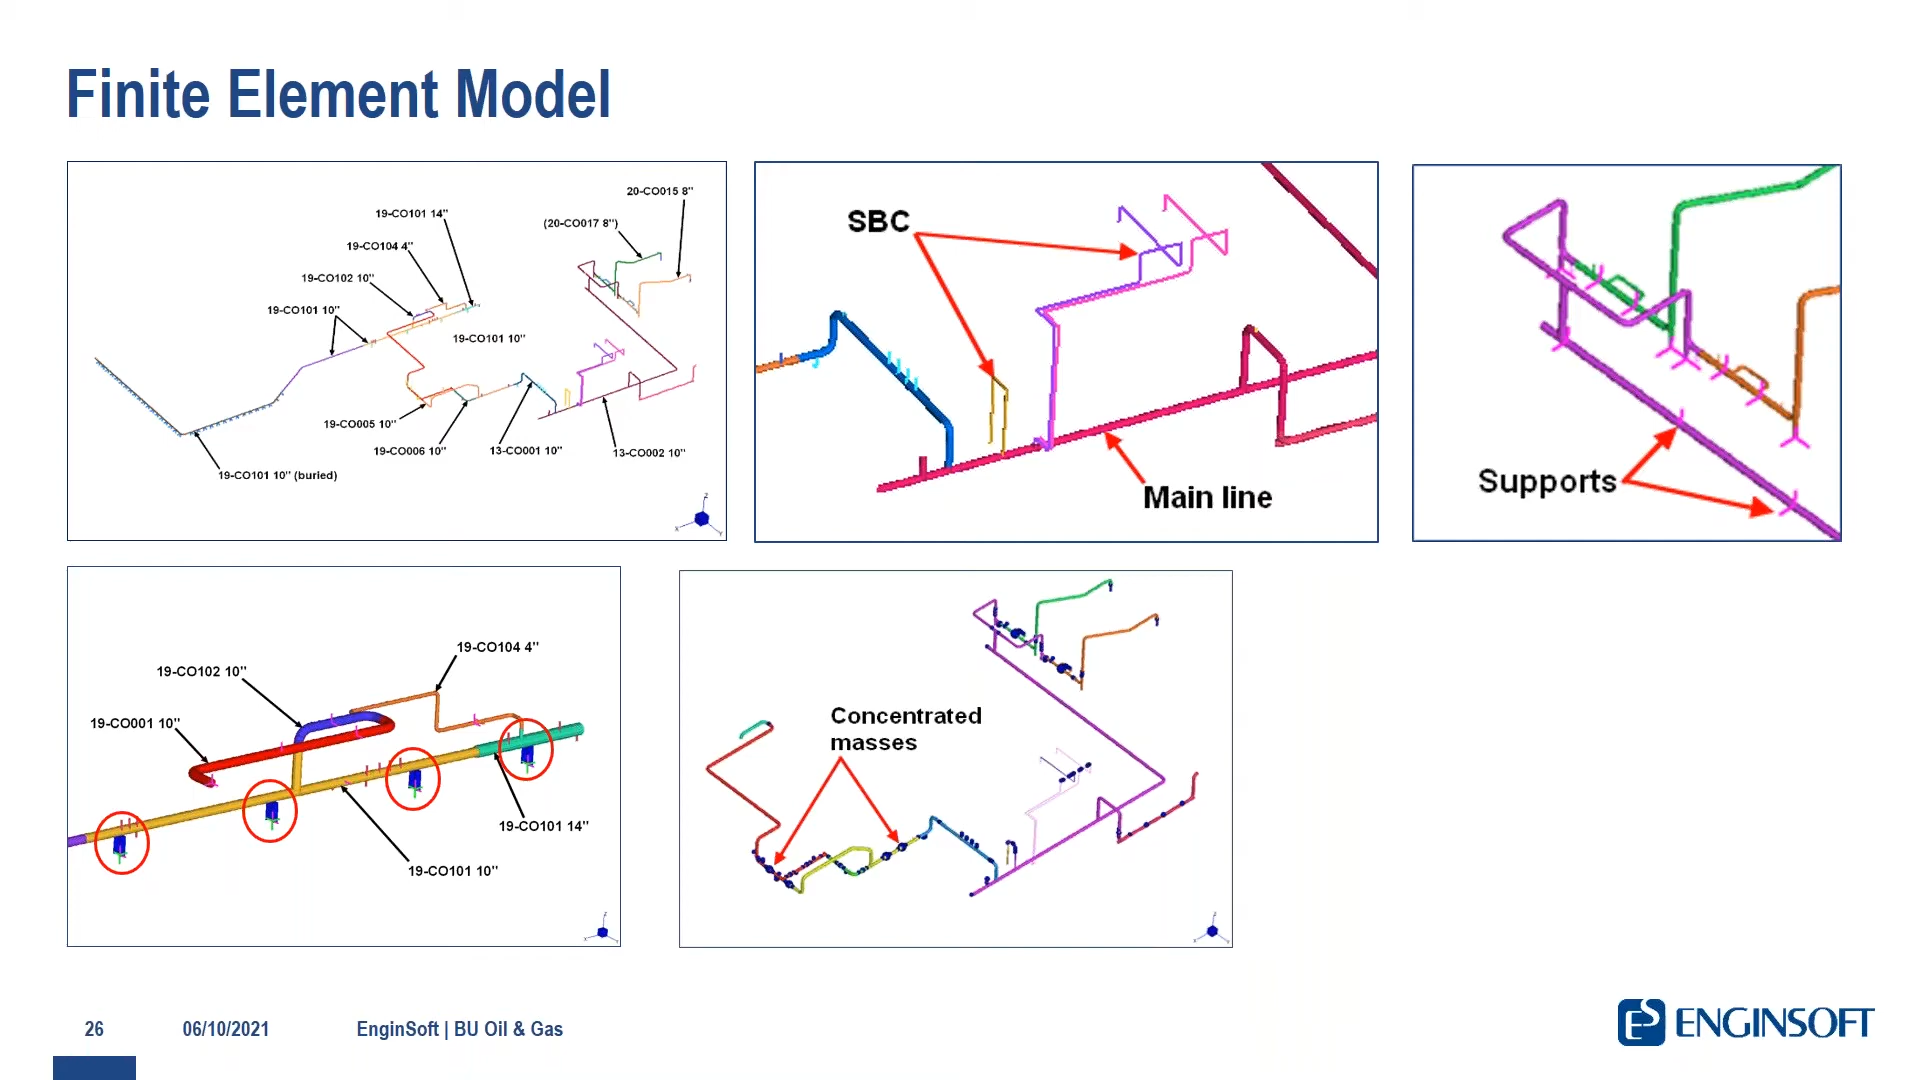 Finite Element Model
20-CO015 8"
19-CO101 14"
(20-CO017 8")
19-CO104 4"
19-CO102 10"
19-CO101 10"
19-CO101 10"
19-CO005 10"
19-CO006 10"
13-CO001 10"
13-CO002 10"
19-CO101 10" (buried)
Z
X
Y
SBC
Main line
Supports
19-CO104 4"
19-CO102 10"
19-CO001 10"
19-CO101 14"
19-CO101 10"
Z
X
Y
Concentrated
masses
Z
X
Y
26
06/10/2021
EnginSoft | BU Oil & Gas
ES
ENGINSOFT